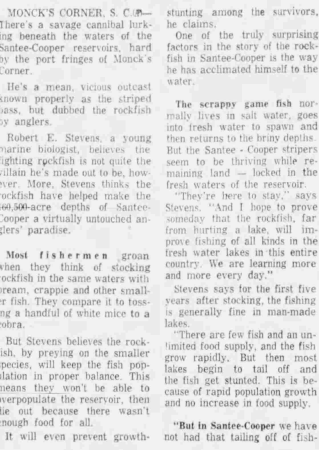 MONCK'S CORNER, S. C. —
There's a savage cannibal lurk-
ing beneath the waters of the
Santee-Cooper reservoirs, hard
by the port fringes of Monck's
Corner.
He's a mean, vicious outcast
known properly as the striped
bass, but dubbed the rockfish
by anglers.
Robert E. Stevens, a young
marine biologist, believes the
fighting rockfish is not quite the
villain he's made out to be, how-
ever. More, Stevens thinks the
rockfish have helped make the
160,500-acre depths of Santee-
Cooper a virtually untouched an-
glers' paradise.
Most fishermen groan
when they think of stocking
rockfish in the same waters with
bream, crappie and other small-
er fish. They compare it to toss-
ing a handful of white mice to a
cobra.
But Stevens believes the rock-
ish, by preying on the smaller
species, will keep the fish pop-
ulation in proper balance. This
means they won't be able to
overpopulate the reservoir, then
die out because there wasn't
enough food for all.
It will even prevent growth-
stunting among the survivors,
he claims.
One of the truly surprising
factors in the story of the rock-
fish in Santee-Cooper is the way
he has acclimated himself to the
water.
The scrappy game fish nor-
mally lives in salt water, goes
into fresh water to spawn and
then returns to the briny depths.
But the Santee - Cooper stripers
seem to be thriving while re-
maining land — locked in the
fresh waters of the reservoir.
"They're here to stay," says
Stevens. "And I hope to prove
someday that the rockfish, far
from hurting a lake, will im-
prove fishing of all kinds in the
fresh water lakes in this entire
country. We are learning more
and more every day."
Stevens says for the first five
years after stocking, the fishing
is generally fine in man-made
lakes.
"There are few fish and an un-
limited food supply, and the fish
grow rapidly. But then most
lakes begin to tail off and
the fish get stunted. This is be-
cause of rapid population growth
and no increase in food supply.
"But in Santee-Cooper we have
not had that tailing off of fish-